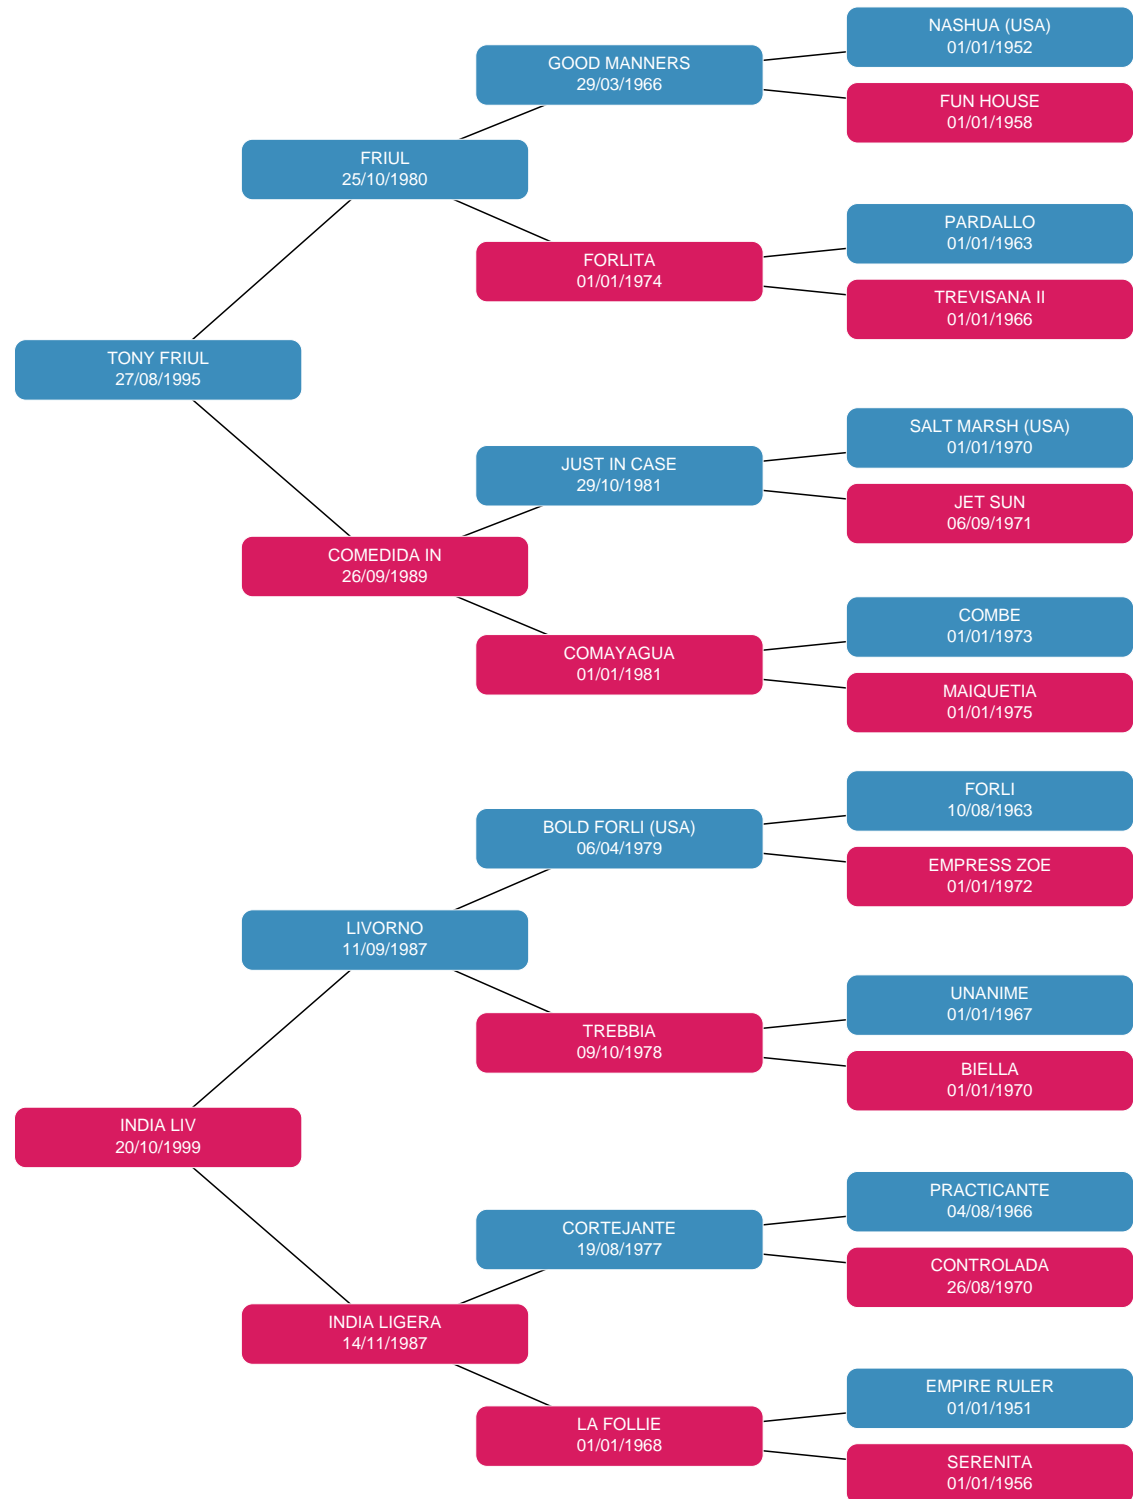 NASHUA (USA)
01/01/1952
GOOD MANNERS
29/03/1966
FUN HOUSE
01/01/1958
FRIUL
25/10/1980
PARDALLO
01/01/1963
FORLITA
01/01/1974
TREVISANA II
01/01/1966
TONY FRIUL
27/08/1995
SALT MARSH (USA)
01/01/1970
JUST IN CASE
29/10/1981
JET SUN
06/09/1971
COMEDIDA IN
26/09/1989
COMBE
01/01/1973
COMAYAGUA
01/01/1981
MAIQUETIA
01/01/1975
FORLI
10/08/1963
BOLD FORLI (USA)
06/04/1979
EMPRESS ZOE
01/01/1972
LIVORNO
11/09/1987
UNANIME
01/01/1967
TREBBIA
09/10/1978
BIELLA
01/01/1970
INDIA LIV
20/10/1999
PRACTICANTE
04/08/1966
CORTEJANTE
19/08/1977
CONTROLADA
26/08/1970
INDIA LIGERA
14/11/1987
EMPIRE RULER
01/01/1951
LA FOLLIE
01/01/1968
SERENITA
01/01/1956